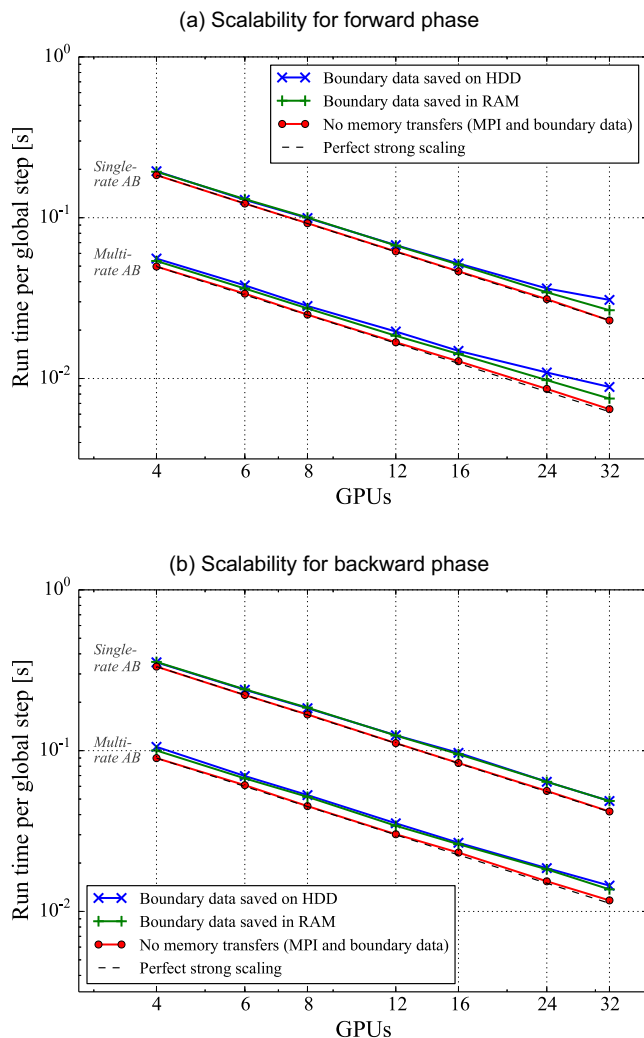 (a) Scalability for forward phase
10^0
Boundary data saved on HDD
Boundary data saved in RAM
No memory transfers (MPI and boundary data)
Perfect strong scaling
Single-
rate AB
10^-1
Multi-
rate AB
10^-2
Run time per global step [s]
4 6 8 12 16 24 32
GPUs
(b) Scalability for backward phase
10^0
Single-
rate AB
10^-1
Multi-
rate AB
10^-2
Run time per global step [s]
Boundary data saved on HDD
Boundary data saved in RAM
No memory transfers (MPI and boundary data)
Perfect strong scaling
4 6 8 12 16 24 32
GPUs